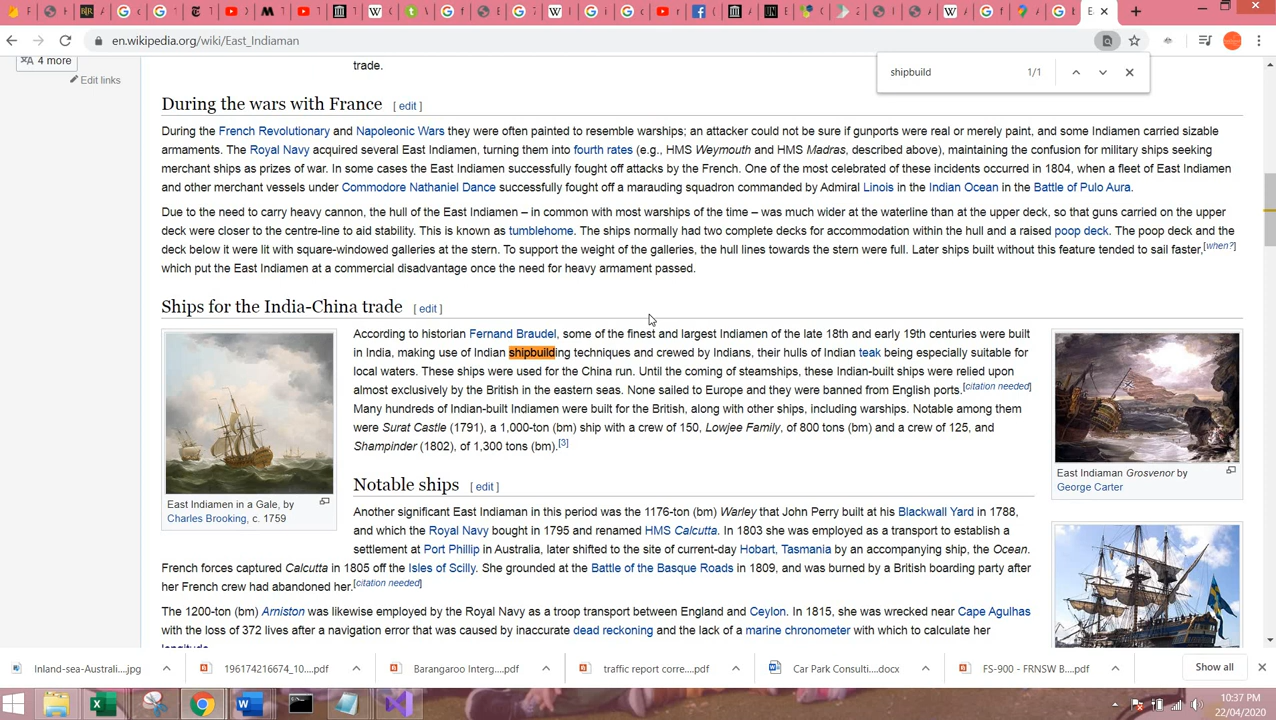 en.wikipedia.org/wiki/East_Indiaman
shipbuild 1/1
4 more
Edit links
trade.
During the wars with France [ edit ]
During the French Revolutionary and Napoleonic Wars they were often painted to resemble warships; an attacker could not be sure if gunports were real or merely paint, and some Indiamen carried sizable
armaments. The Royal Navy acquired several East Indiamen, turning them into fourth rates (e.g., HMS Weymouth and HMS Madras, described above), maintaining the confusion for military ships seeking
merchant ships as prizes of war. In some cases the East Indiamen successfully fought off attacks by the French. One of the most celebrated of these incidents occurred in 1804, when a fleet of East Indiamen
and other merchant vessels under Commodore Nathaniel Dance successfully fought off a marauding squadron commanded by Admiral Linois in the Indian Ocean in the Battle of Pulo Aura.
Due to the need to carry heavy cannon, the hull of the East Indiamen – in common with most warships of the time – was much wider at the waterline than at the upper deck, so that guns carried on the upper
deck were closer to the centre-line to aid stability. This is known as tumblehome. The ships normally had two complete decks for accommodation within the hull and a raised poop deck. The poop deck and the
deck below it were lit with square-windowed galleries at the stern. To support the weight of the galleries, the hull lines towards the stern were full. Later ships built without this feature tended to sail faster,[when?]
which put the East Indiamen at a commercial disadvantage once the need for heavy armament passed.
Ships for the India-China trade [ edit ]
According to historian Fernand Braudel, some of the finest and largest Indiamen of the late 18th and early 19th centuries were built
in India, making use of Indian shipbuilding techniques and crewed by Indians, their hulls of Indian teak being especially suitable for
local waters. These ships were used for the China run. Until the coming of steamships, these Indian-built ships were relied upon
almost exclusively by the British in the eastern seas. None sailed to Europe and they were banned from English ports.[citation needed]
Many hundreds of Indian-built Indiamen were built for the British, along with other ships, including warships. Notable among them
were Surat Castle (1791), a 1,000-ton (bm) ship with a crew of 150, Lowjee Family, of 800 tons (bm) and a crew of 125, and
Shampinder (1802), of 1,300 tons (bm).[3]
East Indiamen in a Gale, by
Charles Brooking, c. 1759
East Indiaman Grosvenor by
George Carter
Notable ships [ edit ]
Another significant East Indiaman in this period was the 1176-ton (bm) Warley that John Perry built at his Blackwall Yard in 1788,
and which the Royal Navy bought in 1795 and renamed HMS Calcutta. In 1803 she was employed as a transport to establish a
settlement at Port Phillip in Australia, later shifted to the site of current-day Hobart, Tasmania by an accompanying ship, the Ocean.
French forces captured Calcutta in 1805 off the Isles of Scilly. She grounded at the Battle of the Basque Roads in 1809, and was burned by a British boarding party after
her French crew had abandoned her.[citation needed]
The 1200-ton (bm) Arniston was likewise employed by the Royal Navy as a troop transport between England and Ceylon. In 1815, she was wrecked near Cape Agulhas
with the loss of 372 lives after a navigation error that was caused by inaccurate dead reckoning and the lack of a marine chronometer with which to calculate her
longitude.
Inland-sea-Australi....jpg
196174216674_10....pdf
Barangaroo Interg....pdf
traffic report corre....pdf
Car Park Consulti....docx
FS-900 - FRNSW B....pdf
Show all
10:37 PM
22/04/2020